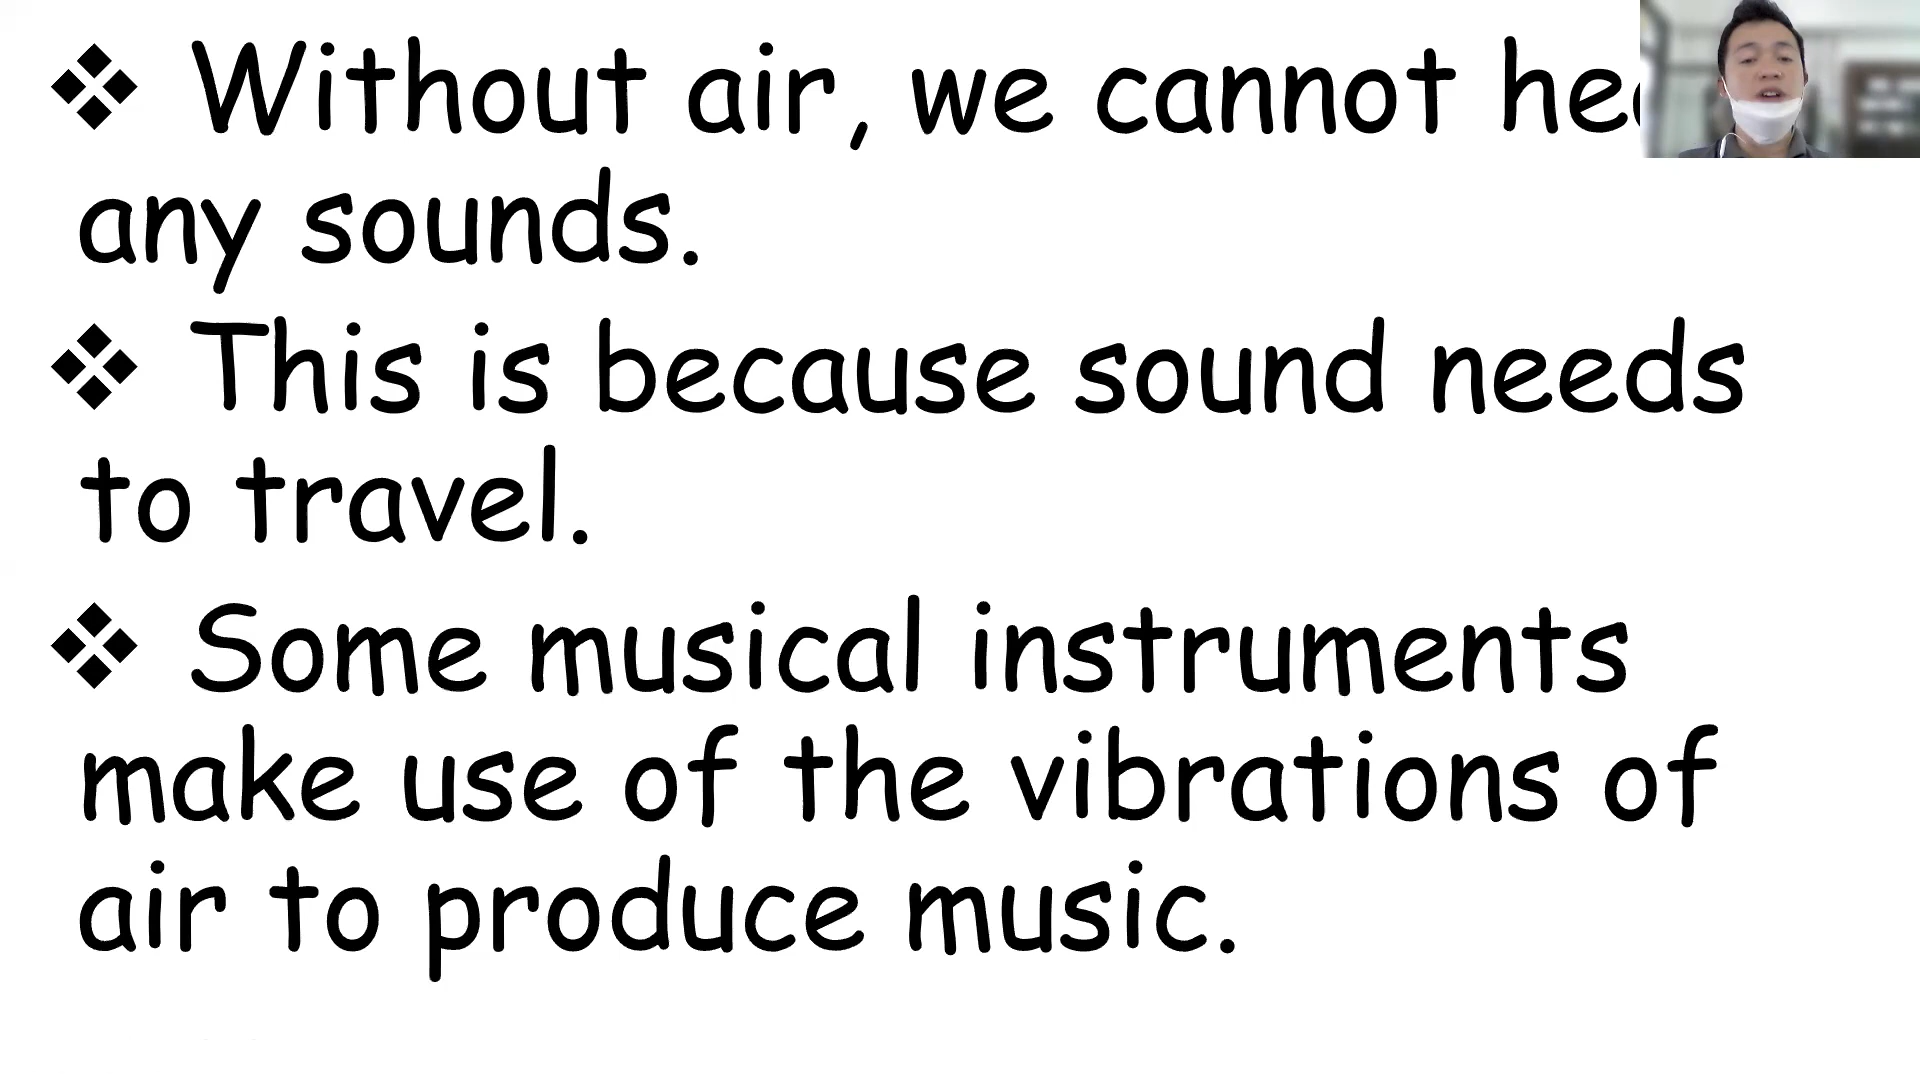 ❖ Without air, we cannot
any sounds.
❖ This is because sound needs
to travel.
❖ Some musical instruments
make use of the vibrations of
air to produce music.